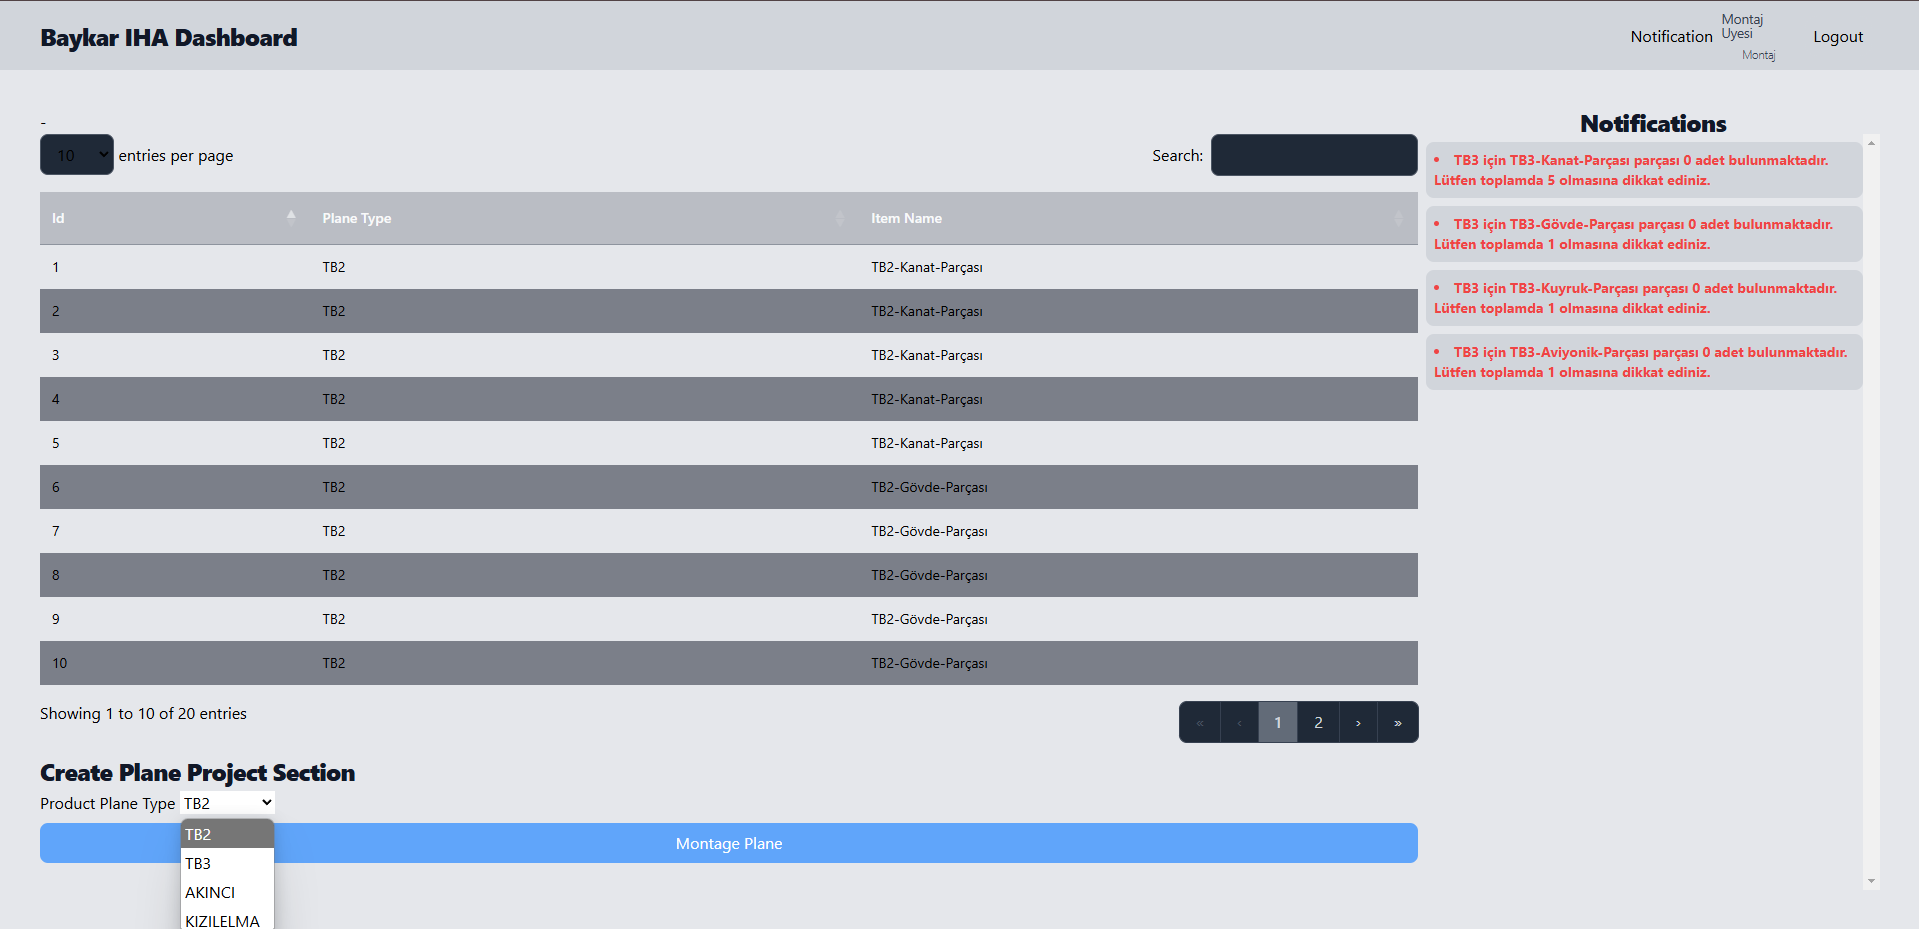 Baykar IHA Dashboard
Notification
Montaj
Uyesi
Montaj
Logout
-
10 entries per page
Search:
Id Plane Type Item Name
1 TB2 TB2-Kanat-Parçası
2 TB2 TB2-Kanat-Parçası
3 TB2 TB2-Kanat-Parçası
4 TB2 TB2-Kanat-Parçası
5 TB2 TB2-Kanat-Parçası
6 TB2 TB2-Gövde-Parçası
7 TB2 TB2-Gövde-Parçası
8 TB2 TB2-Gövde-Parçası
9 TB2 TB2-Gövde-Parçası
10 TB2 TB2-Gövde-Parçası
Showing 1 to 10 of 20 entries
« ‹ 1 2 › »
Create Plane Project Section
Product Plane Type TB2
TB2
TB3
AKINCI
KIZILELMA
Montage Plane
Notifications
• TB3 için TB3-Kanat-Parçası parçası 0 adet bulunmaktadır.
Lütfen toplamda 5 olmasına dikkat ediniz.
• TB3 için TB3-Gövde-Parçası parçası 0 adet bulunmaktadır.
Lütfen toplamda 1 olmasına dikkat ediniz.
• TB3 için TB3-Kuyruk-Parçası parçası 0 adet bulunmaktadır.
Lütfen toplamda 1 olmasına dikkat ediniz.
• TB3 için TB3-Aviyonik-Parçası parçası 0 adet bulunmaktadır.
Lütfen toplamda 1 olmasına dikkat ediniz.